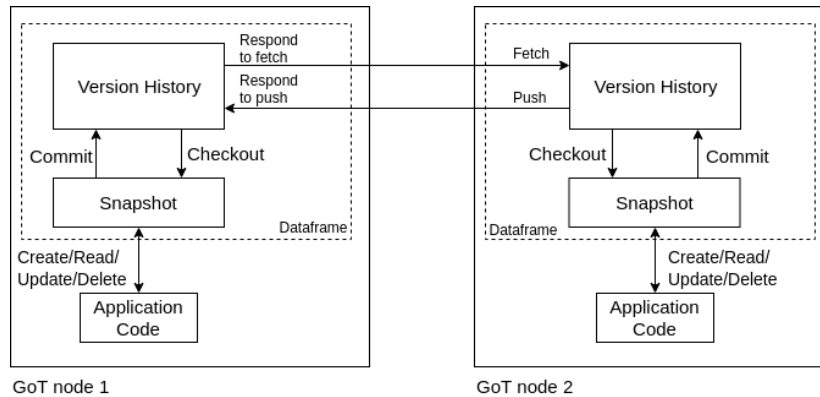 Respond
to fetch
Fetch
Version History
Respond
to push
Push
Version History
Commit
Checkout
Checkout
Commit
Snapshot
Snapshot
Dataframe
Dataframe
Create/Read/
Update/Delete
Create/Read/
Update/Delete
Application
Code
Application
Code
GoT node 1
GoT node 2